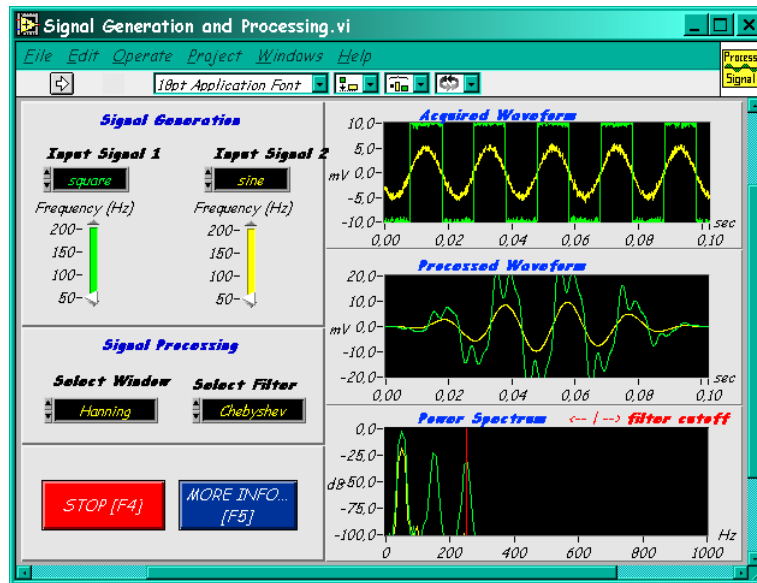 Signal Generation and Processing.vi
File Edit Operate Project Windows Help
Process
Signal
18pt Application Font
Signal Generation
Input Signal 1
Input Signal 2
square
sine
Frequency (Hz)
Frequency (Hz)
200-
150-
100-
50-
200-
150-
100-
50-
Signal Processing
Select Window
Select Filter
Hanning
Chebyshev
STOP [F4]
MORE INFO...
[F5]
Acquired Waveform
10,0-
5,0-
mV 0,0-
-5,0-
-10,0-
sec
0,00 0,02 0,04 0,06 0,08 0,10
Processed Waveform
20,0-
10,0-
mV 0,0-
-10,0-
-20,0-
sec
0,00 0,02 0,04 0,06 0,08 0,10
Power Spectrum <-- / --> filter cutoff
0,0-
-25,0-
dB -50,0-
-75,0-
-100,0-
Hz
0 200 400 600 800 1000